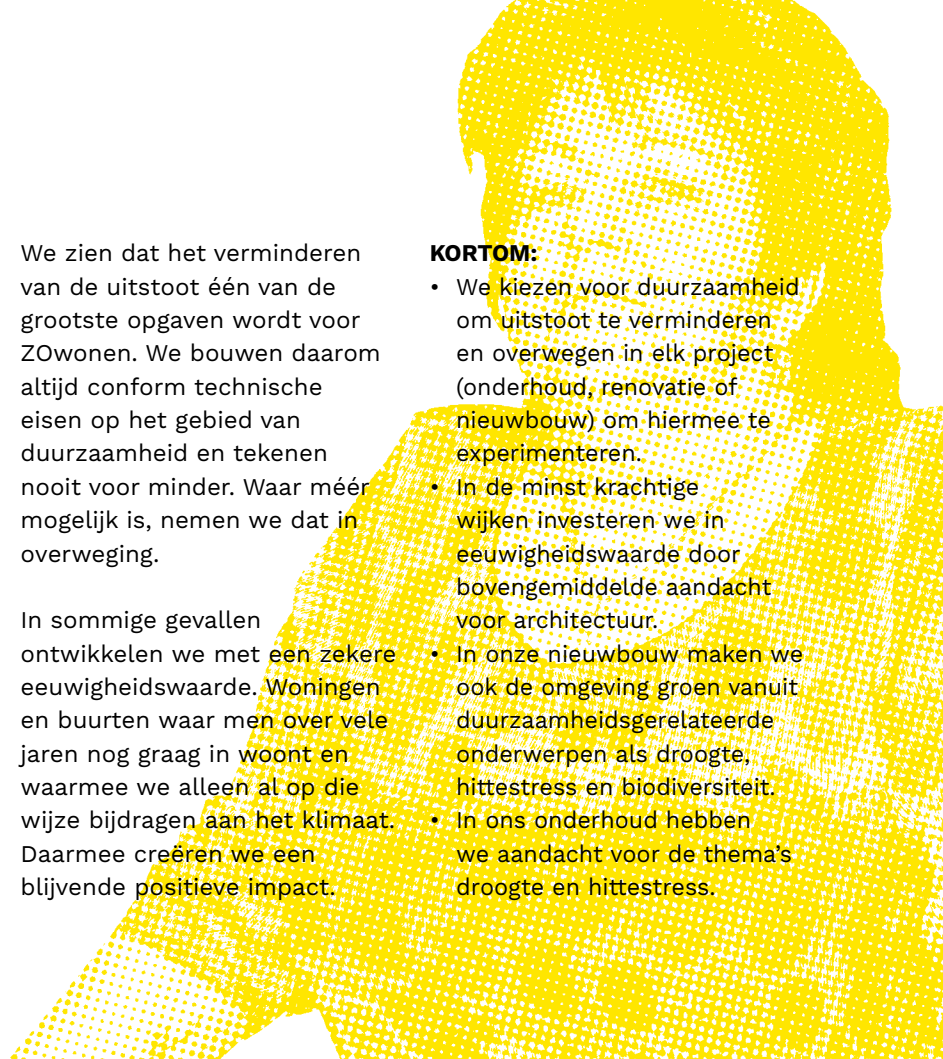 We zien dat het verminderen
van de uitstoot één van de
grootste opgaven wordt voor
ZOwonen. We bouwen daarom
altijd conform technische
eisen op het gebied van
duurzaamheid en tekenen
nooit voor minder. Waar méér
mogelijk is, nemen we dat in
overweging.

In sommige gevallen
ontwikkelen we met een zekere
eeuwigheidswaarde. Woningen
en buurten waar men over vele
jaren nog graag in woont en
waarmee we alleen al op die
wijze bijdragen aan het klimaat.
Daarmee creëren we een
blijvende positieve impact.

KORTOM:
• We kiezen voor duurzaamheid
om uitstoot te verminderen
en overwegen in elk project
(onderhoud, renovatie of
nieuwbouw) om hiermee te
experimenteren.
• In de minst krachtige
wijken investeren we in
eeuwigheidswaarde door
bovengemiddelde aandacht
voor architectuur.
• In onze nieuwbouw maken we
ook de omgeving groen vanuit
duurzaamheidsgerelateerde
onderwerpen als droogte,
hittestress en biodiversiteit.
• In ons onderhoud hebben
we aandacht voor de thema’s
droogte en hittestress.